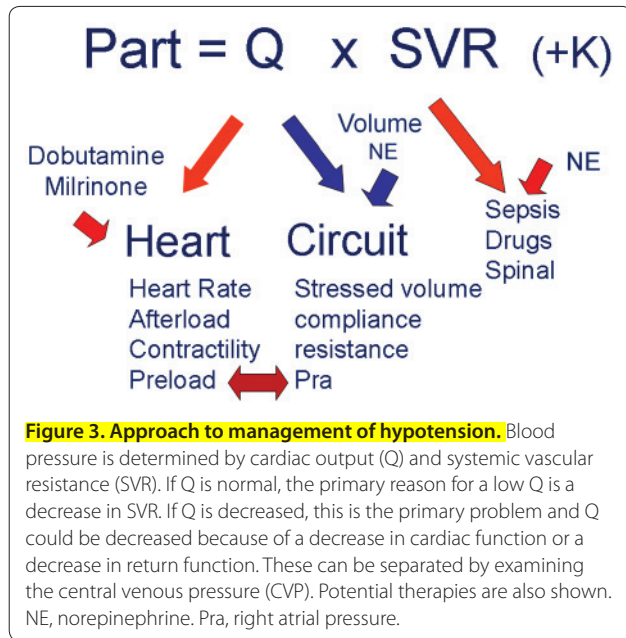 Part = Q x SVR (+K)
Volume
NE
Dobutamine
Milrinone
NE
Sepsis
Drugs
Spinal
Heart
Circuit
Heart Rate
Afterload
Contractility
Preload
Stressed volume
compliance
resistance
Pra
Figure 3. Approach to management of hypotension. Blood
pressure is determined by cardiac output (Q) and systemic vascular
resistance (SVR). If Q is normal, the primary reason for a low Q is a
decrease in SVR. If Q is decreased, this is the primary problem and Q
could be decreased because of a decrease in cardiac function or a
decrease in return function. These can be separated by examining
the central venous pressure (CVP). Potential therapies are also shown.
NE, norepinephrine. Pra, right atrial pressure.